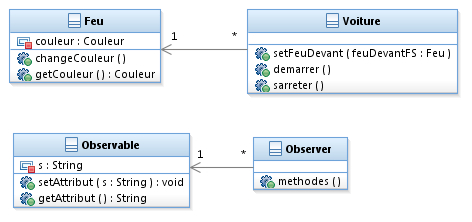 Feu
couleur : Couleur
changeCouleur ( )
getCouleur ( ) : Couleur
1
*
Voiture
setFeuDevant ( feuDevantFS : Feu )
demarrer ( )
sarreter ( )
Observable
s : String
setAttribut ( s : String ) : void
getAttribut ( ) : String
1
*
Observer
methodes ( )